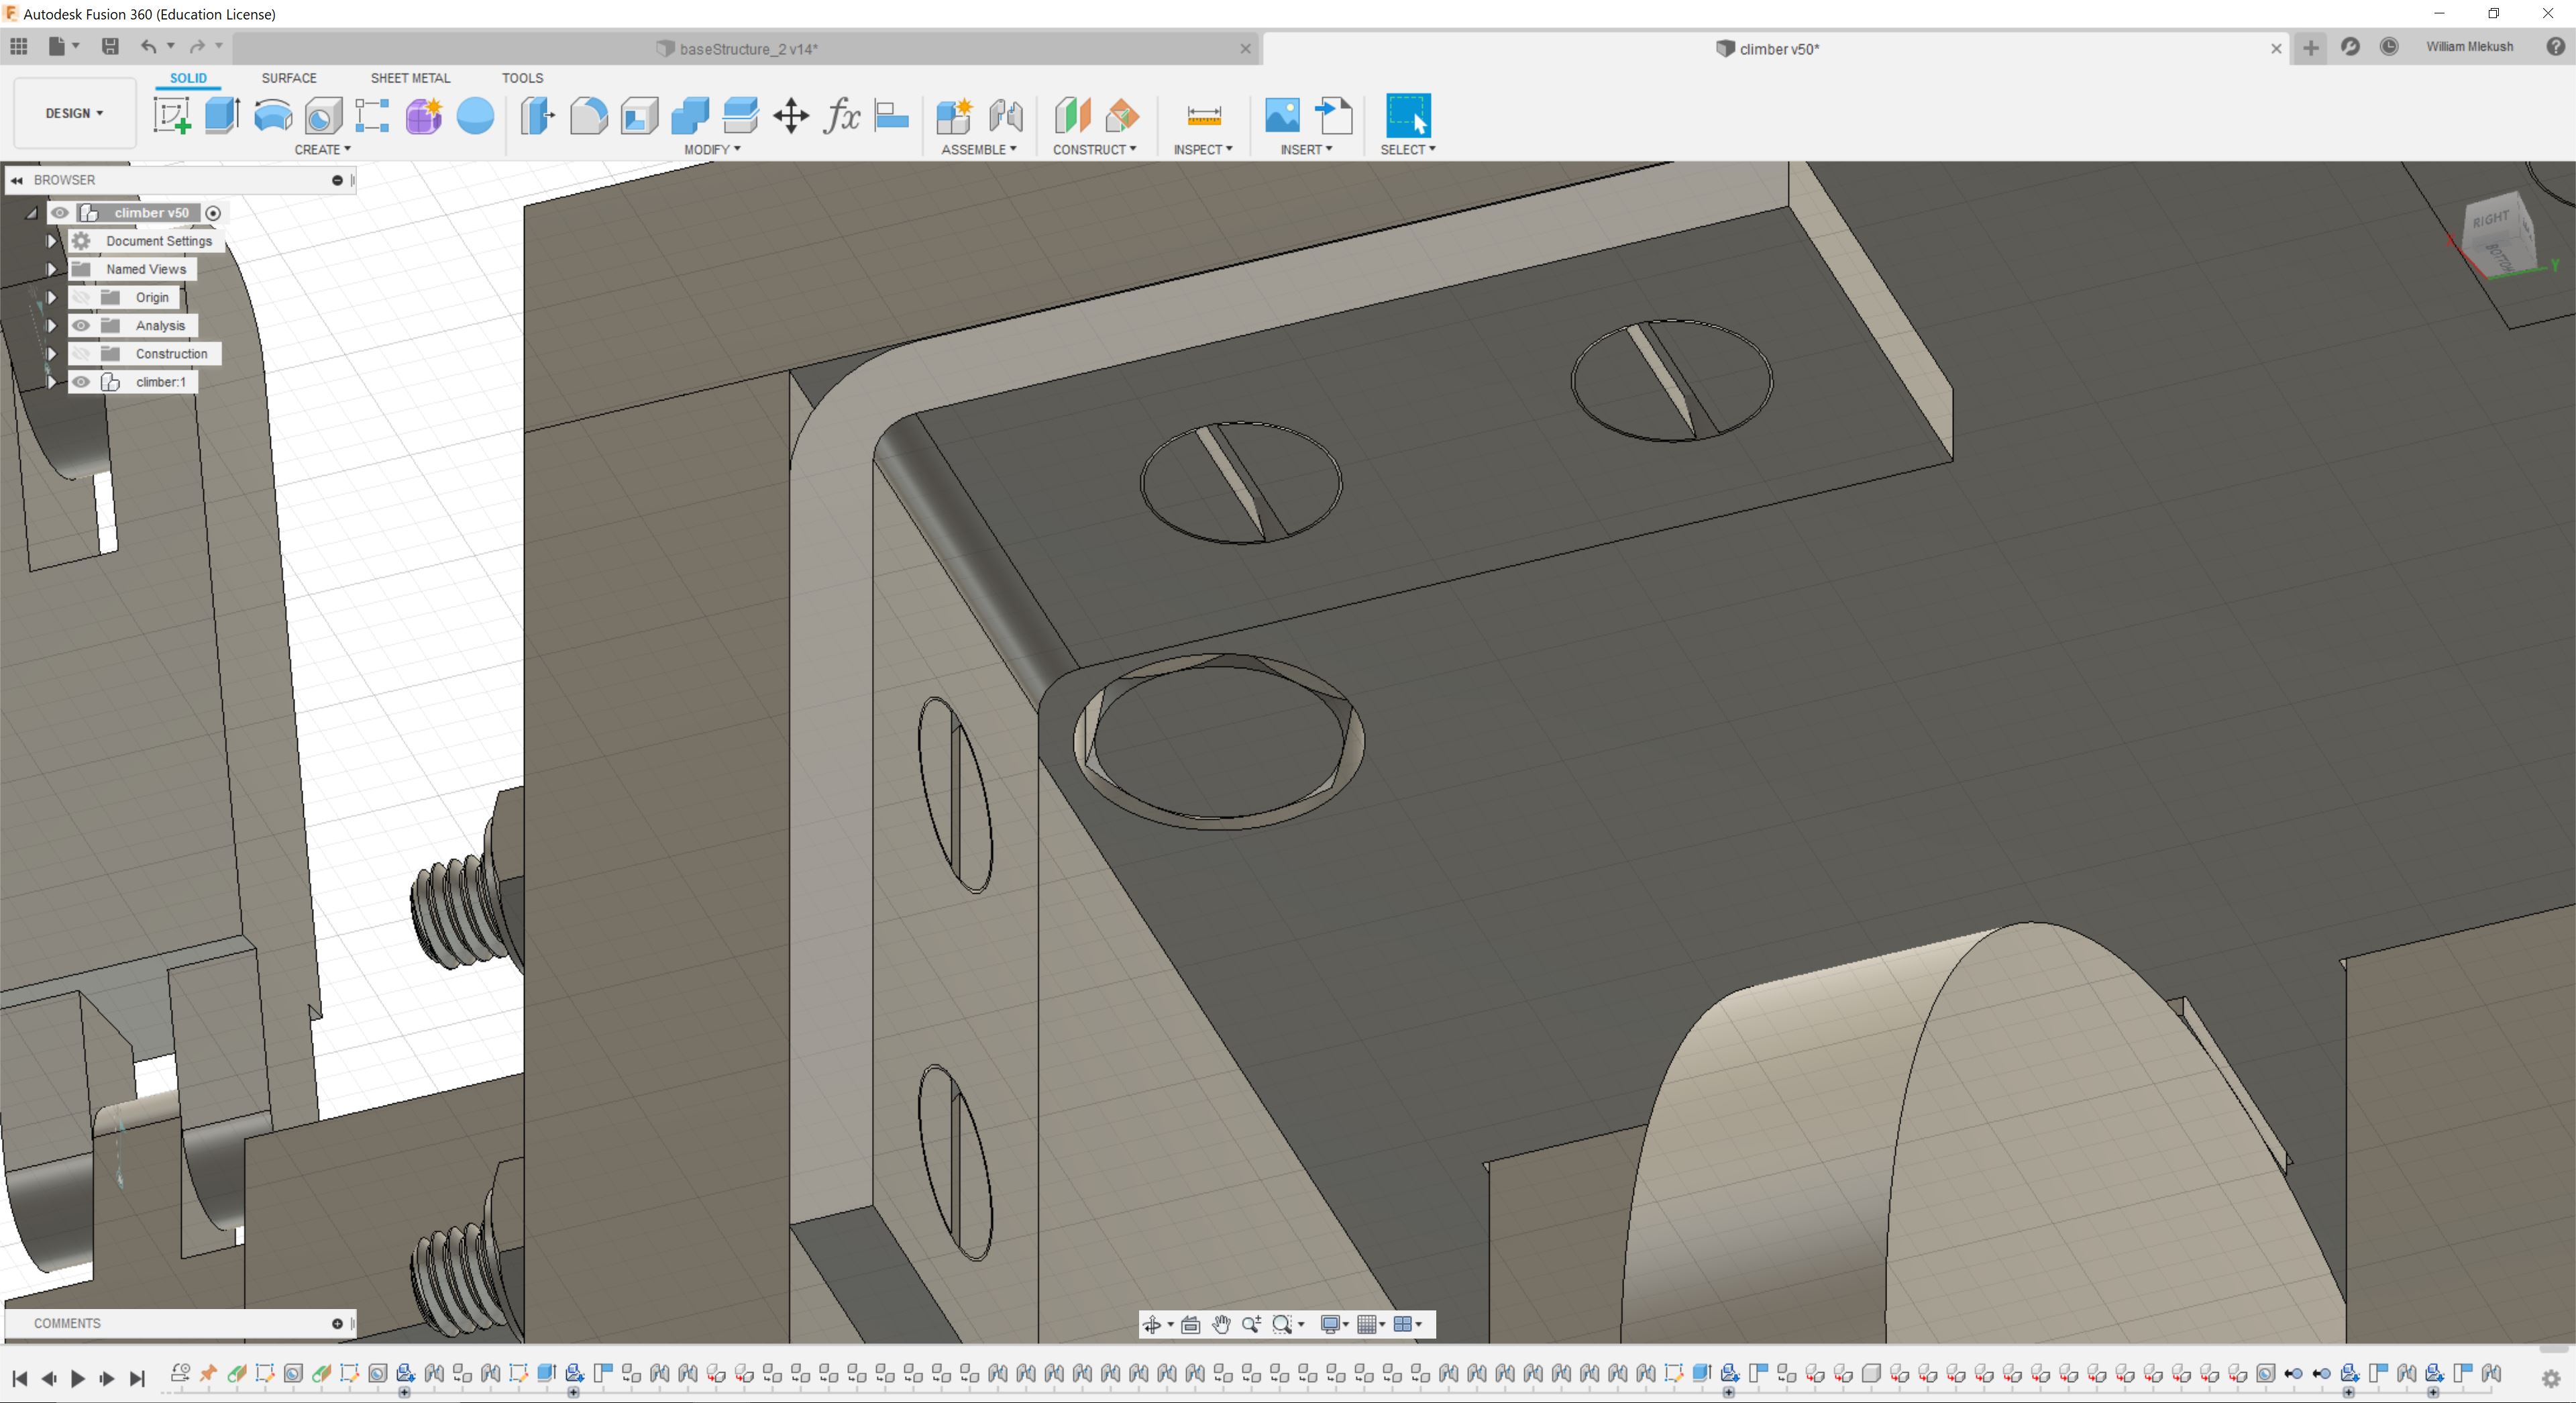 Autodesk Fusion 360 (Education License)
baseStructure_2 v14*
climber v50*
William Mlekush
DESIGN
SOLID
SURFACE
SHEET METAL
TOOLS
CREATE
MODIFY
ASSEMBLE
CONSTRUCT
INSPECT
INSERT
SELECT
BROWSER
climber v50
Document Settings
Named Views
Origin
Analysis
Construction
climber:1
RIGHT
BOTTOM
Y
COMMENTS